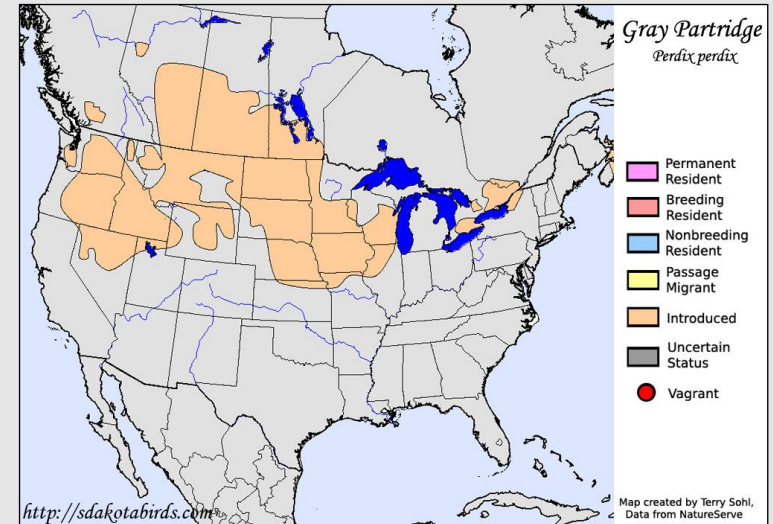 Gray Partridge
Perdix perdix
Permanent
Resident
Breeding
Resident
Nonbreeding
Resident
Passage
Migrant
Introduced
Uncertain
Status
Vagrant
http://sdakotabirds.com
Map created by Terry Sohl,
Data from NatureServe